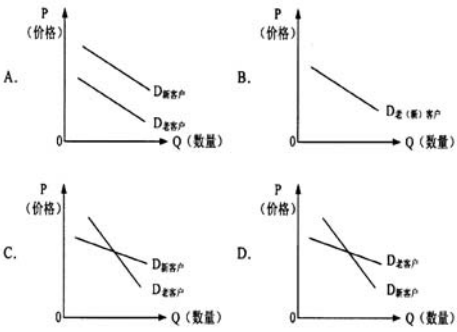 P
(价格)
A.
D新客户
D老客户
0
Q (数量)
P
(价格)
B.
D老(新)客户
0
Q (数量)
P
(价格)
C.
D新客户
D老客户
0
Q (数量)
P
(价格)
D.
D老客户
D新客户
0
Q (数量)